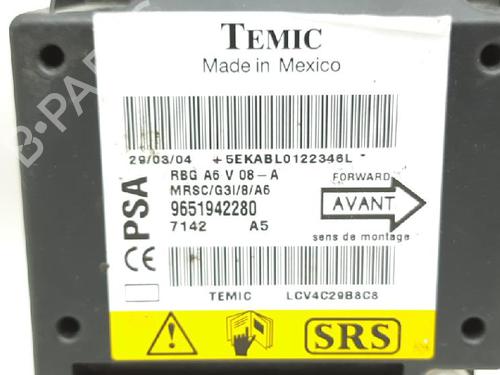 TEMIC
Made in Mexico
29/03/04 +5EKABL0122346L
RBG A6 V 08-A
MRSC/G3I/8/A6
9651942280
7142 A5
PSA
CE
FORWARD
AVANT
sens de montage
TEMIC LCV4C29B8C8
SRS
B-PARTS